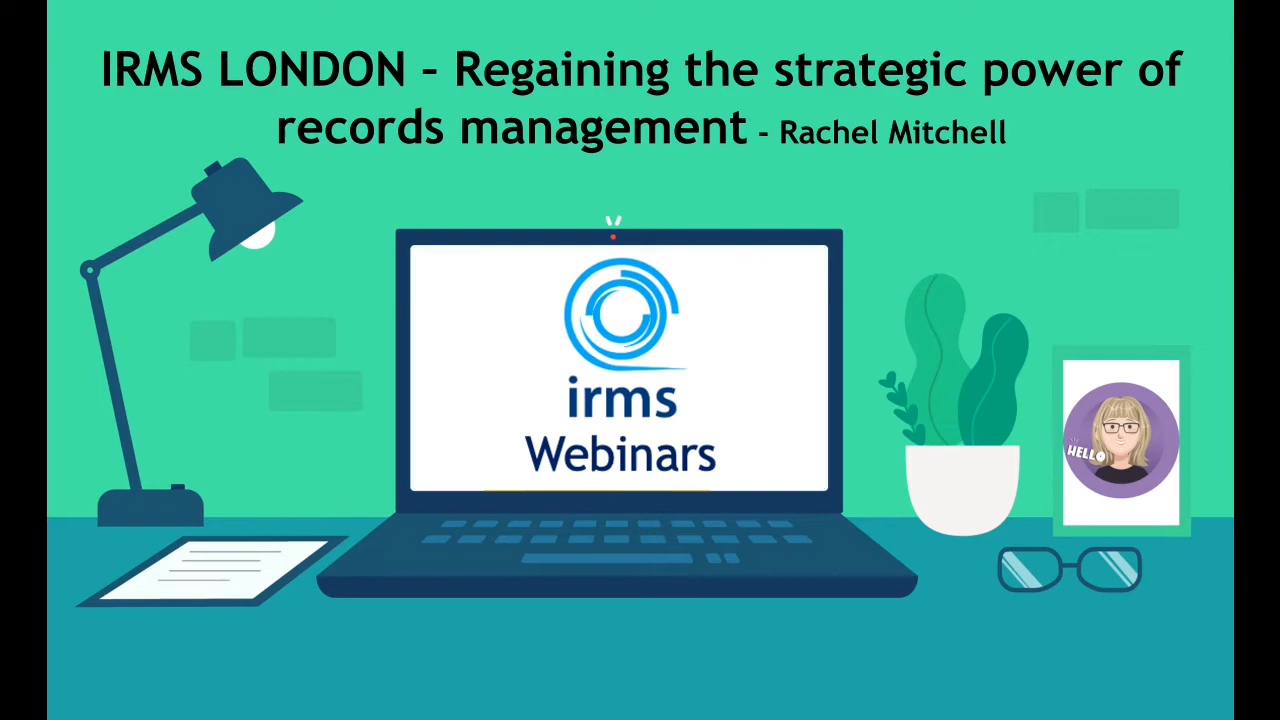 IRMS LONDON – Regaining the strategic power of
records management - Rachel Mitchell
irms
Webinars
HELLO